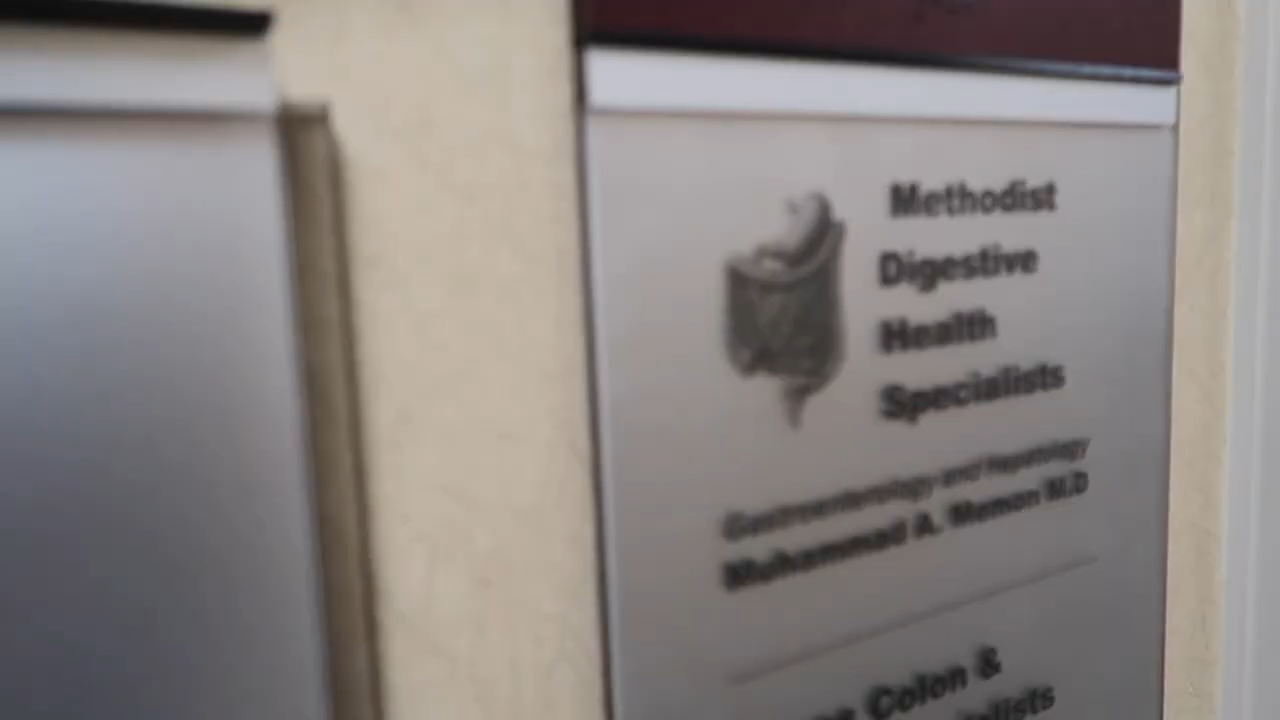 Methodist
Digestive
Health
Specialists
Gastroenterology and Hepatology
Muhammad A. Memon M.D
Colon &